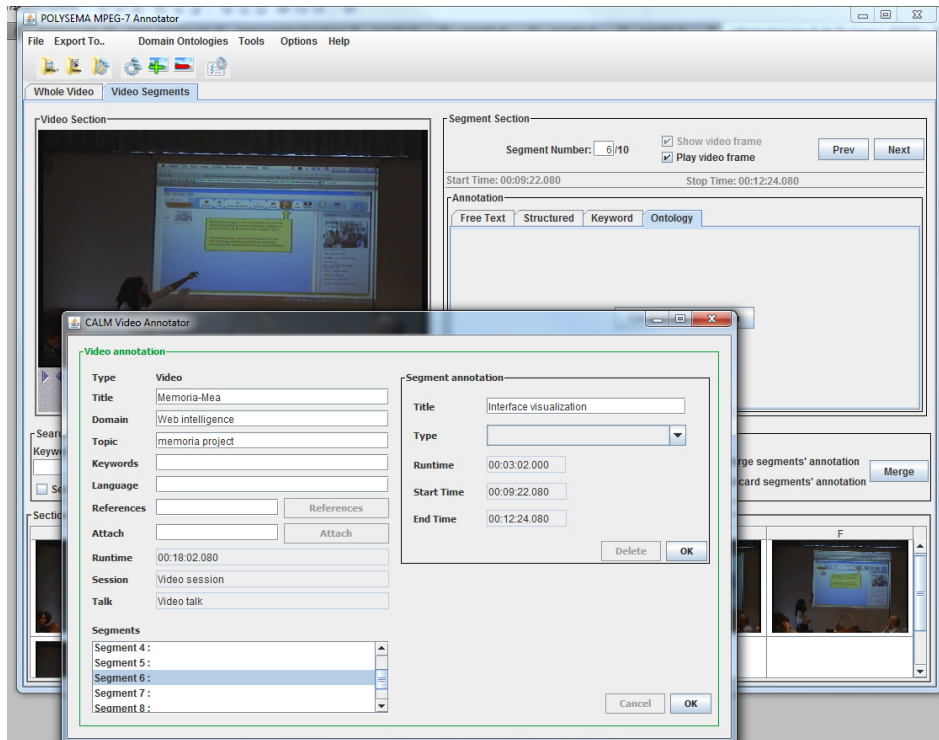 POLYSEMA MPEG-7 Annotator
File Export To.. Domain Ontologies Tools Options Help
Whole Video Video Segments
Video Section
Segment Section
Segment Number: 6 /10
Show video frame
Play video frame
Prev Next
Start Time: 00:09:22.080 Stop Time: 00:12:24.080
Annotation
Free Text Structured Keyword Ontology
CALM Video Annotator
Video annotation
Type Video
Title Memoria-Mea
Domain Web intelligence
Topic memoria project
Keywords
Language
References References
Attach Attach
Runtime 00:18:02.080
Session Video session
Talk Video talk
Segments
Segment 4 :
Segment 5 :
Segment 6 :
Segment 7 :
Segment 8 :
Segment annotation
Title Interface visualization
Type
Runtime 00:03:02.000
Start Time 00:09:22.080
End Time 00:12:24.080
Delete OK
Cancel OK
Sear
Keyw
Se
Sectio
rge segments' annotation
card segments' annotation
Merge
F